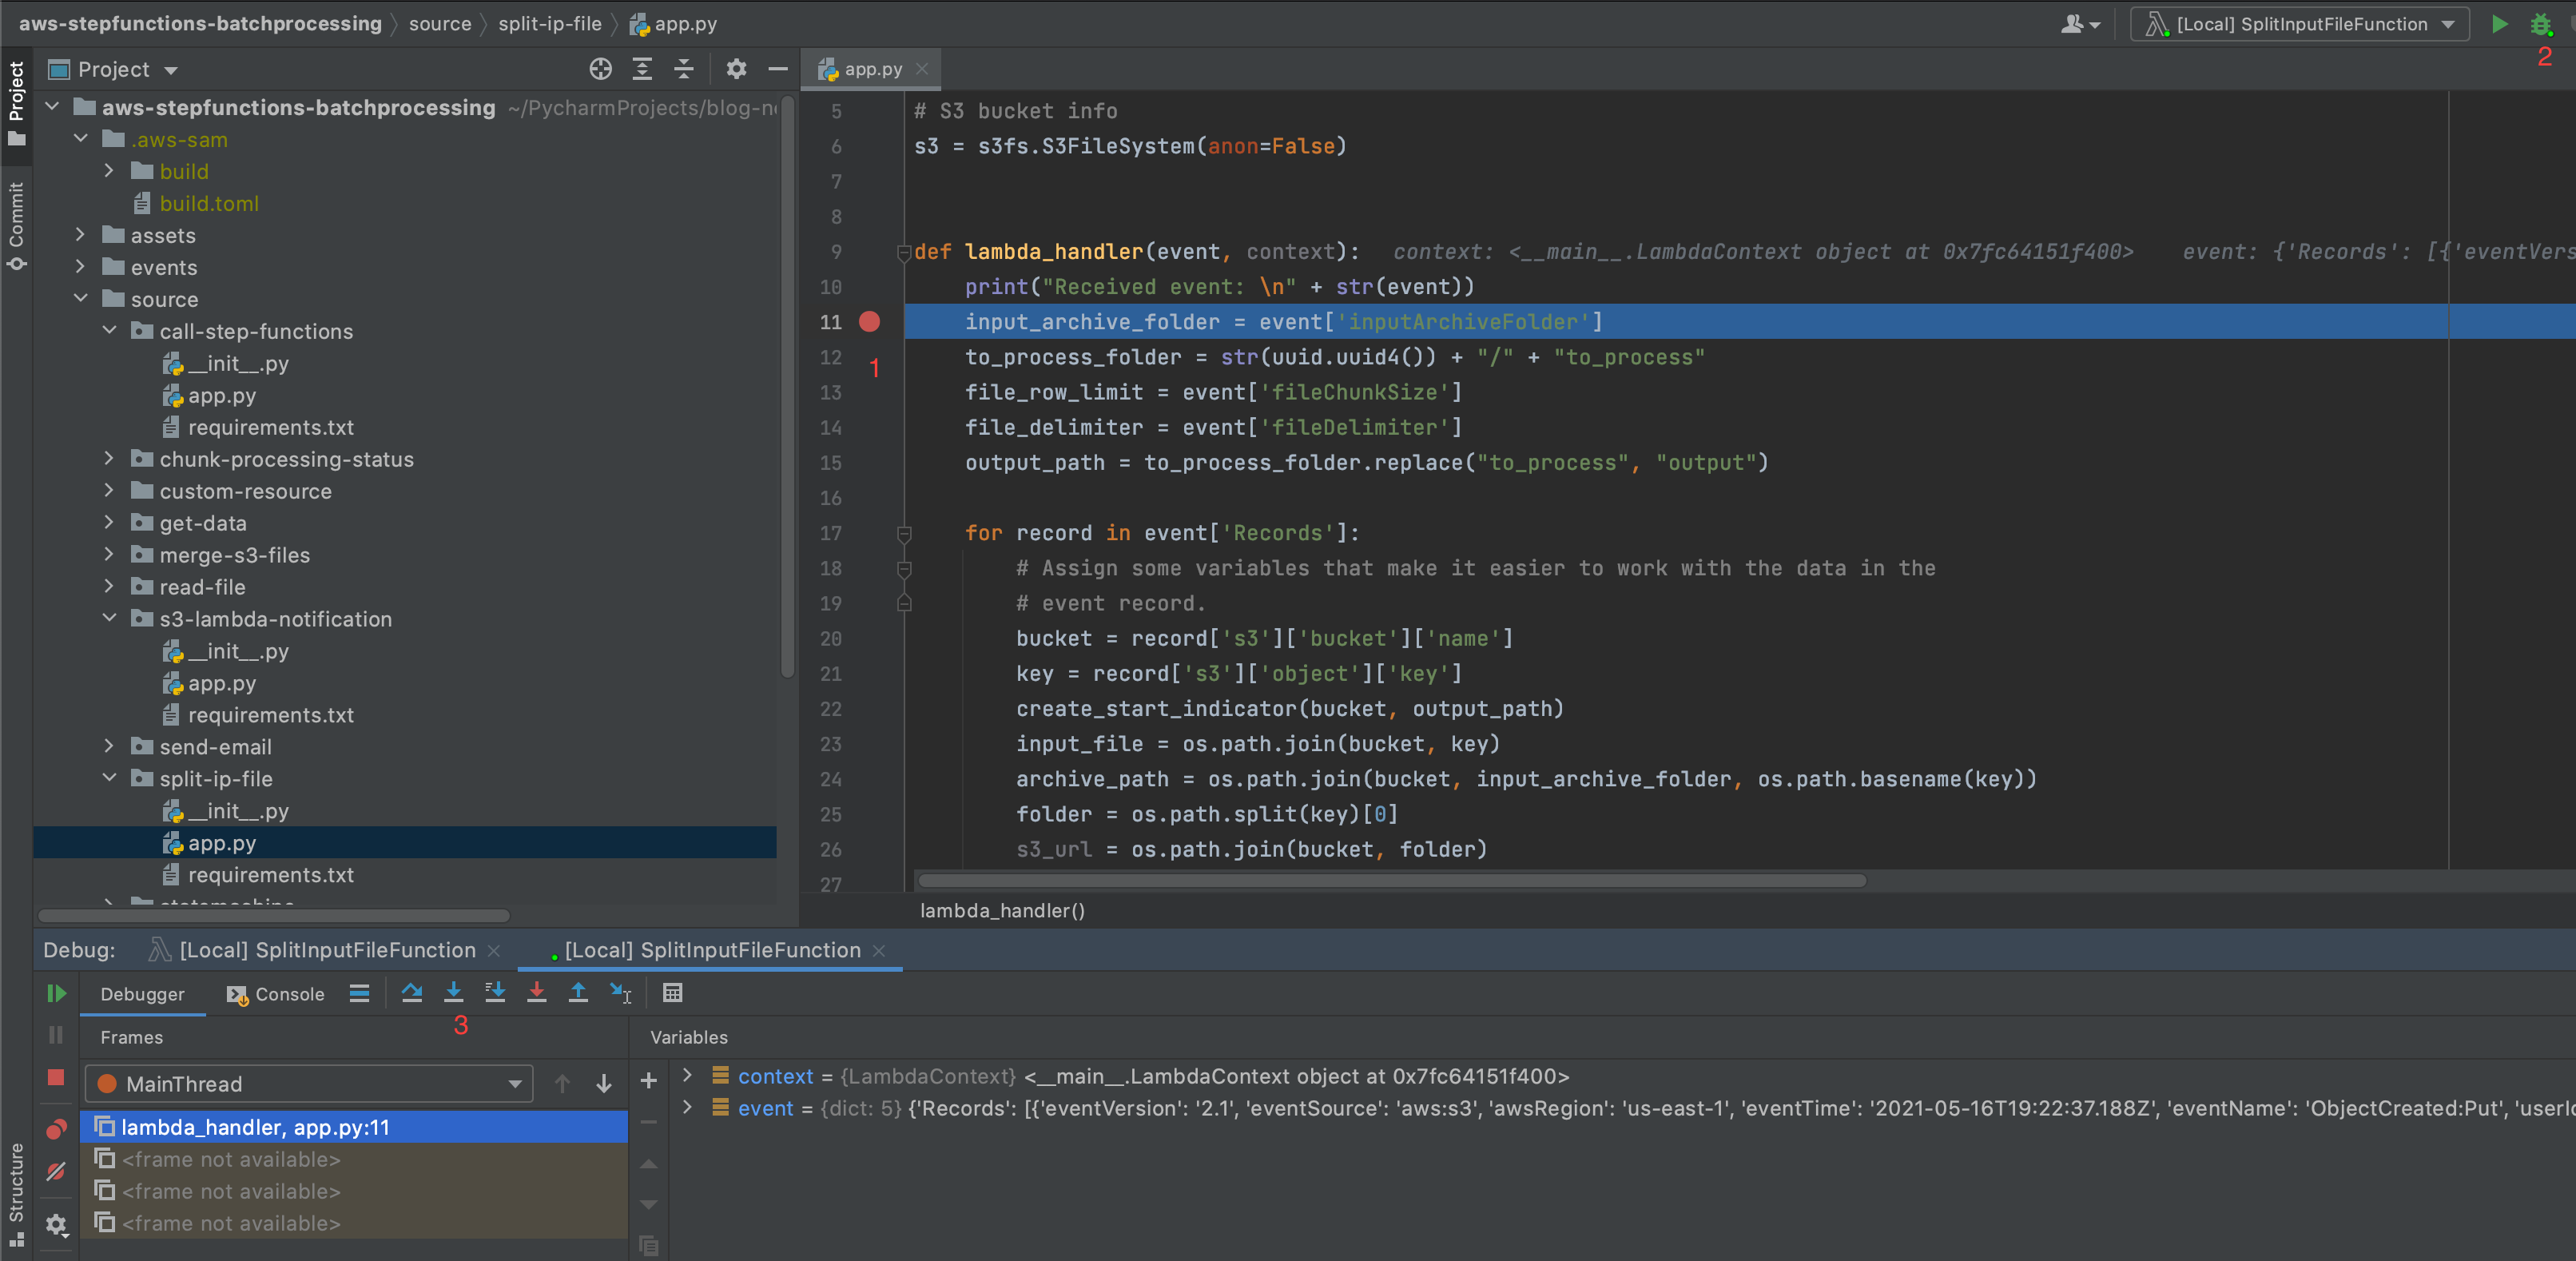 aws-stepfunctions-batchprocessing source split-ip-file app.py
[Local] SplitInputFileFunction
2
Project
Commit
Structure
Project
aws-stepfunctions-batchprocessing ~/PycharmProjects/blog-n
.aws-sam
build
build.toml
assets
events
source
call-step-functions
__init__.py
app.py
requirements.txt
chunk-processing-status
custom-resource
get-data
merge-s3-files
read-file
s3-lambda-notification
__init__.py
app.py
requirements.txt
send-email
split-ip-file
__init__.py
app.py
requirements.txt
statemachine
app.py
5 # S3 bucket info
6 s3 = s3fs.S3FileSystem(anon=False)
7
8
9 def lambda_handler(event, context): context: <__main__.LambdaContext object at 0x7fc64151f400> event: {'Records': [{'eventVers
10 print("Received event: \n" + str(event))
11 input_archive_folder = event['inputArchiveFolder']
1
12 to_process_folder = str(uuid.uuid4()) + "/" + "to_process"
13 file_row_limit = event['fileChunkSize']
14 file_delimiter = event['fileDelimiter']
15 output_path = to_process_folder.replace("to_process", "output")
16
17 for record in event['Records']:
18 # Assign some variables that make it easier to work with the data in the
19 # event record.
20 bucket = record['s3']['bucket']['name']
21 key = record['s3']['object']['key']
22 create_start_indicator(bucket, output_path)
23 input_file = os.path.join(bucket, key)
24 archive_path = os.path.join(bucket, input_archive_folder, os.path.basename(key))
25 folder = os.path.split(key)[0]
26 s3_url = os.path.join(bucket, folder)
27
lambda_handler()
Debug: [Local] SplitInputFileFunction [Local] SplitInputFileFunction
Debugger Console
3
Frames
MainThread
lambda_handler, app.py:11
<frame not available>
<frame not available>
<frame not available>
Variables
context = {LambdaContext} <__main__.LambdaContext object at 0x7fc64151f400>
event = {dict: 5} {'Records': [{'eventVersion': '2.1', 'eventSource': 'aws:s3', 'awsRegion': 'us-east-1', 'eventTime': '2021-05-16T19:22:37.188Z', 'eventName': 'ObjectCreated:Put', 'userId